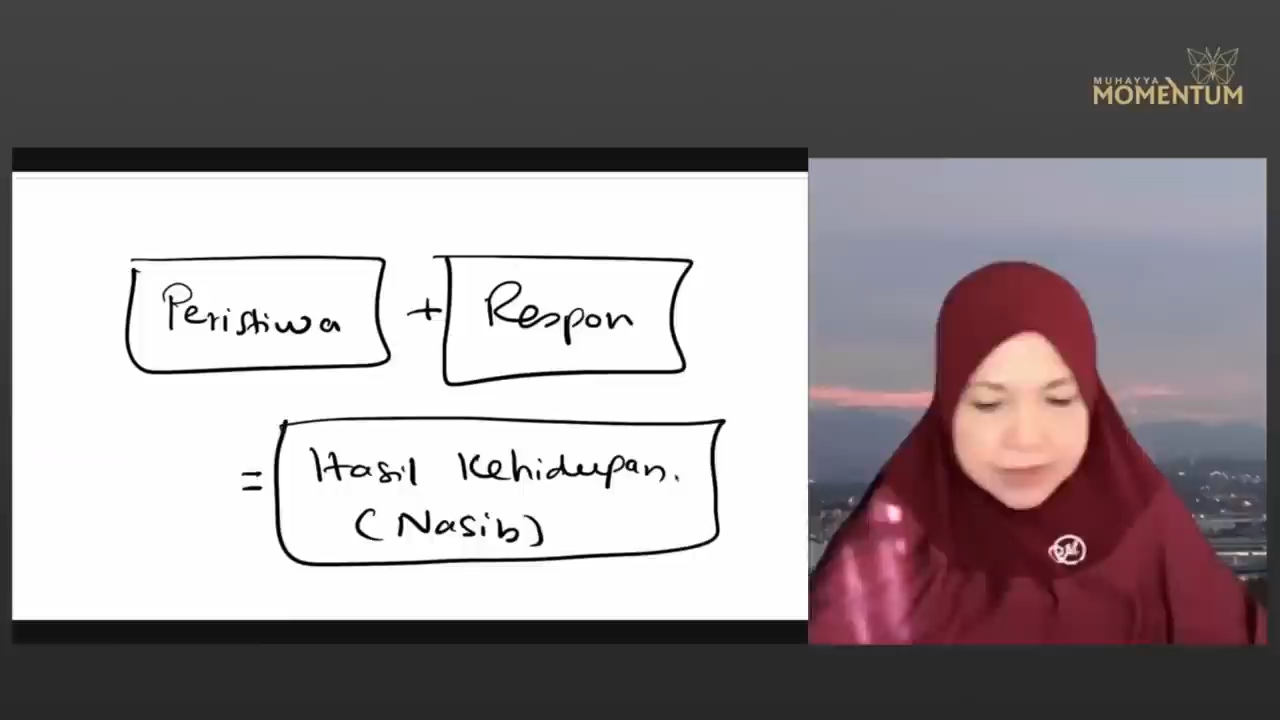 MUHAYYA
MOMENTUM
Peristiwa + Respon
= Hasil Kehidupan.
(Nasib)